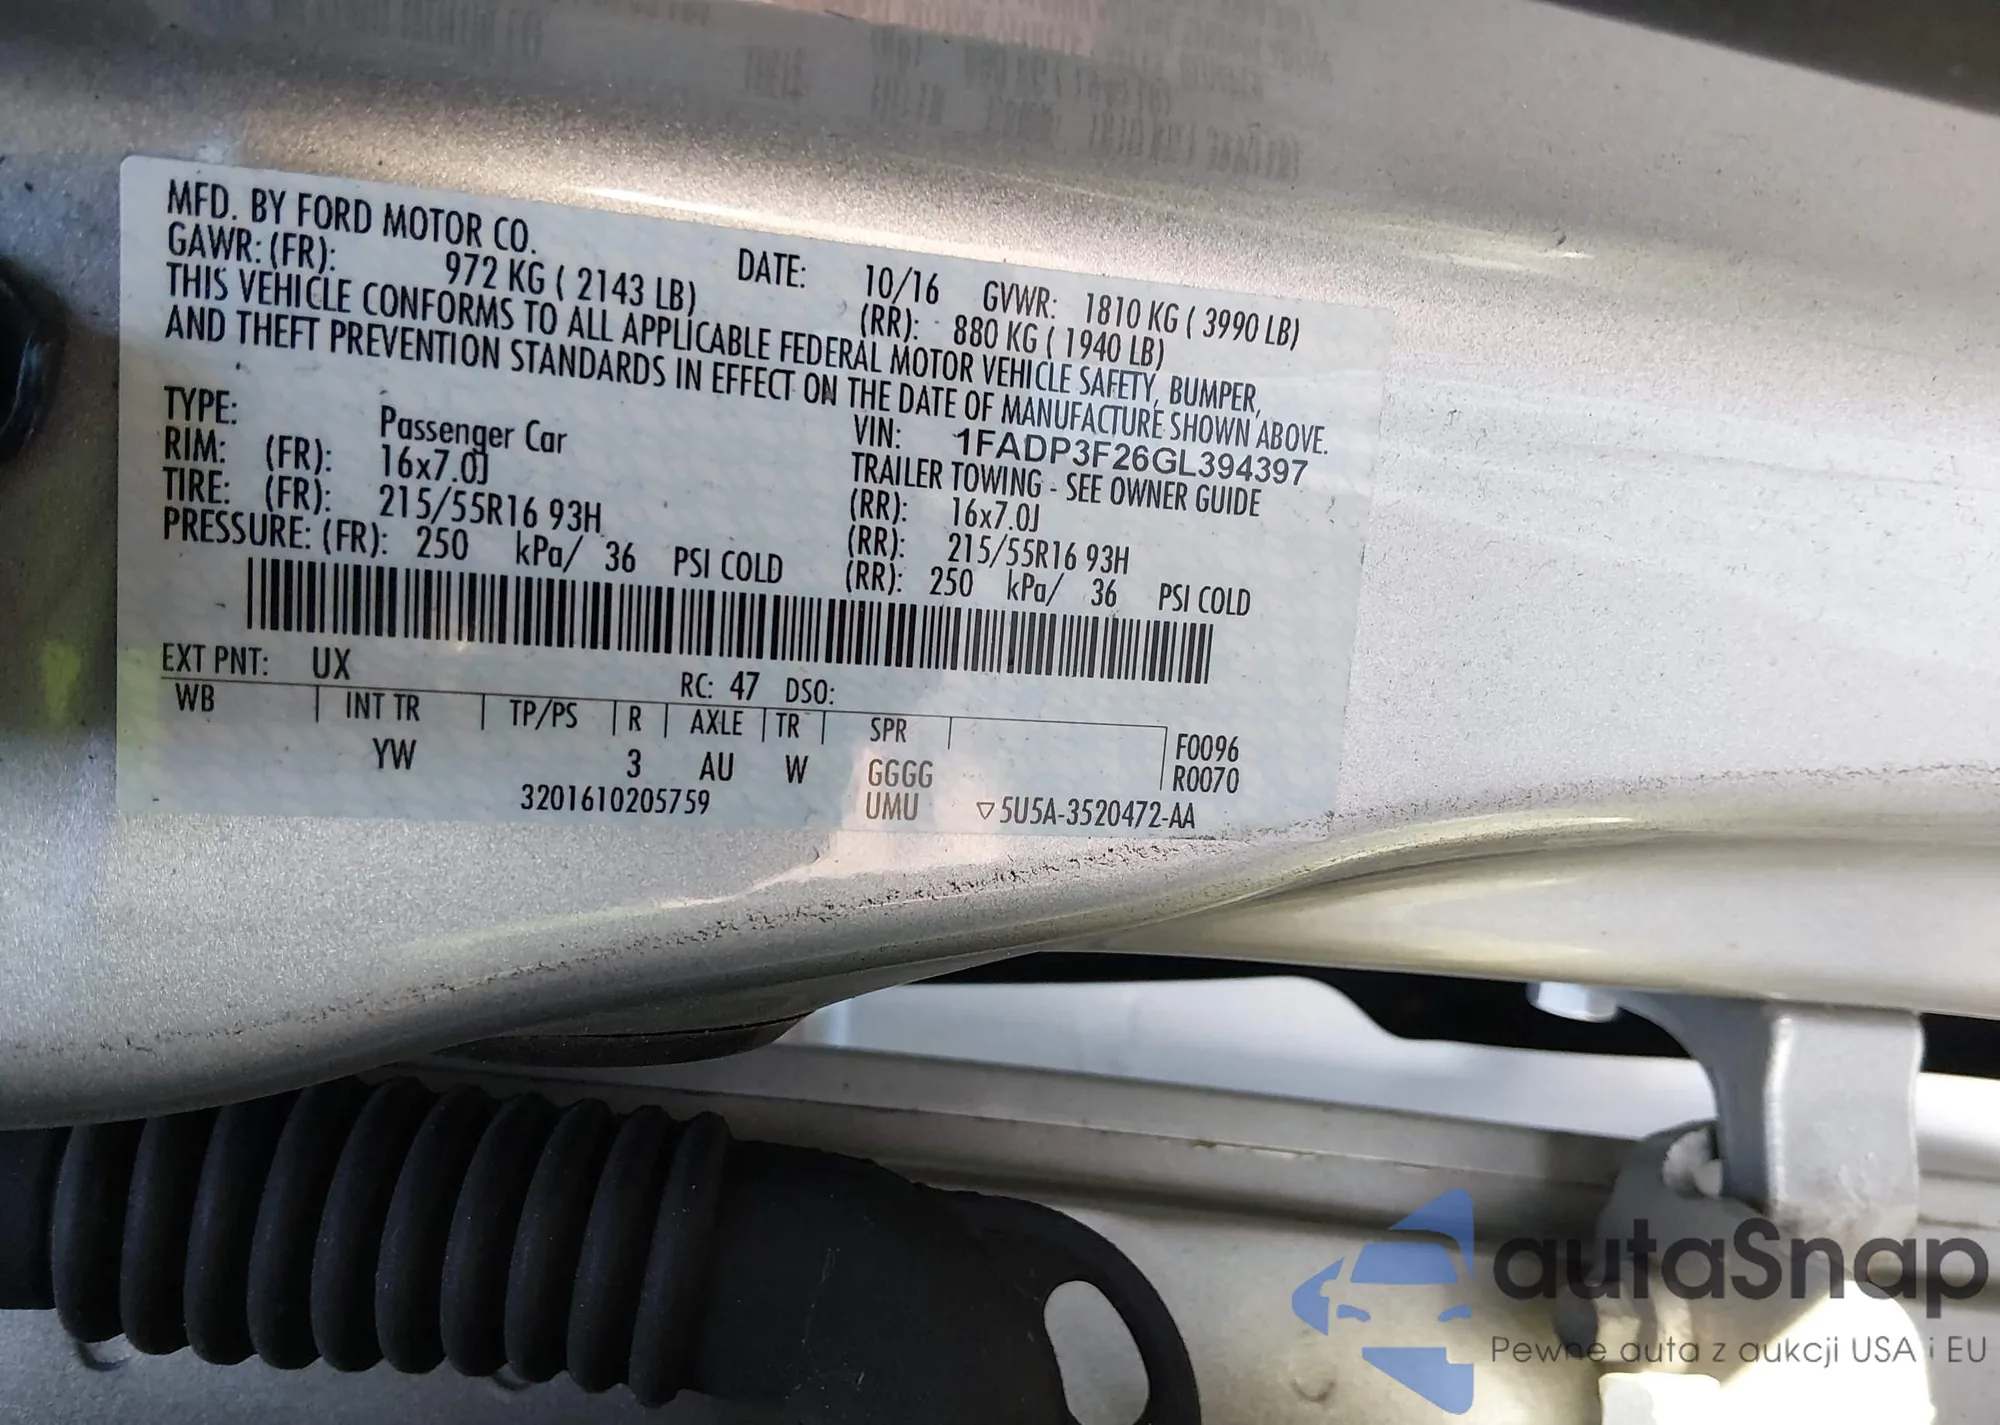 MFD. BY FORD MOTOR CO. DATE: 10/16 GVWR: 1810 KG ( 3990 LB)
GAWR: (FR): 972 KG ( 2143 LB) (RR): 880 KG ( 1940 LB)
THIS VEHICLE CONFORMS TO ALL APPLICABLE FEDERAL MOTOR VEHICLE SAFETY, BUMPER,
AND THEFT PREVENTION STANDARDS IN EFFECT ON THE DATE OF MANUFACTURE SHOWN ABOVE.
VIN: 1FADP3F26GL394397
TYPE: Passenger Car TRAILER TOWING - SEE OWNER GUIDE
RIM: (FR): 16x7.0J (RR): 16x7.0J
TIRE: (FR): 215/55R16 93H (RR): 215/55R16 93H
PRESSURE: (FR): 250 kPa/ 36 PSI COLD (RR): 250 kPa/ 36 PSI COLD
EXT PNT: UX RC: 47 DSO:
WB INT TR TP/PS R AXLE TR SPR F0096
YW 3 AU W GGGG R0070
3201610205759 UMU ▽5U5A-3520472-AA
autaSnap
Pewne auta z aukcji USA i EU